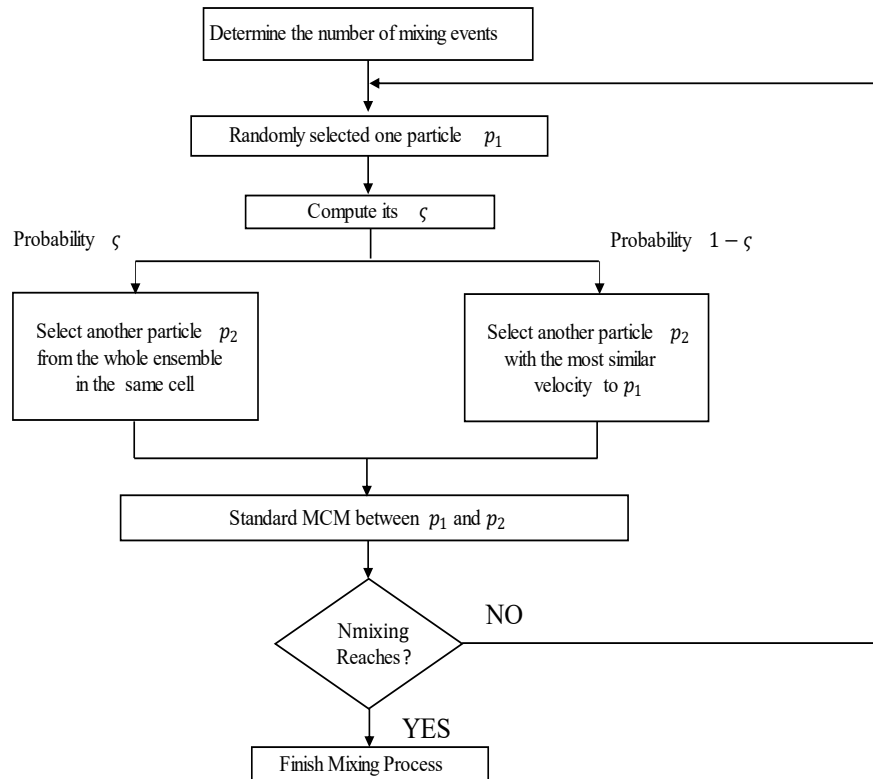 Determine the number of mixing events
Randomly selected one particle p₁
Compute its ς
Probability ς
Probability 1 − ς
Select another particle p₂
from the whole ensemble
in the same cell
Select another particle p₂
with the most similar
velocity to p₁
Standard MCM between p₁ and p₂
Nmixing
Reaches?
NO
YES
Finish Mixing Process